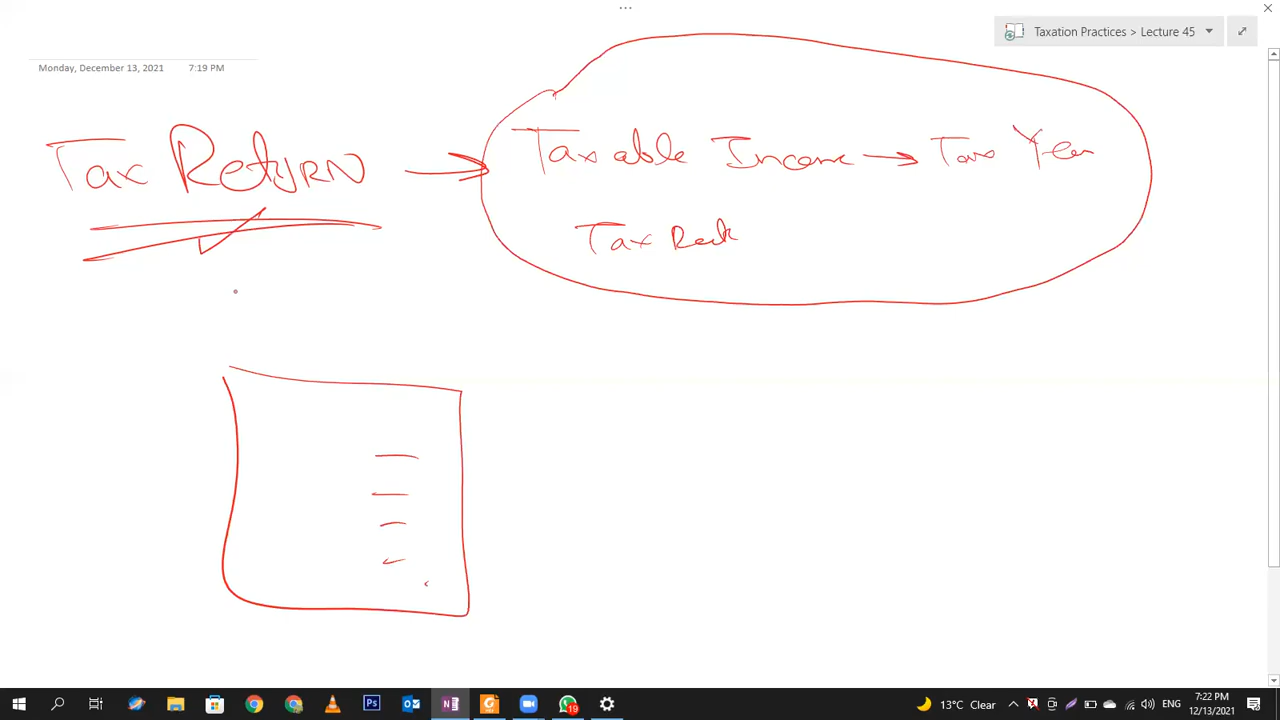 Taxation Practices > Lecture 45
Monday, December 13, 2021 7:19 PM
Tax Return → Taxable Income → Tax Year
Tax
19
13°C Clear
ENG
7:22 PM
12/13/2021